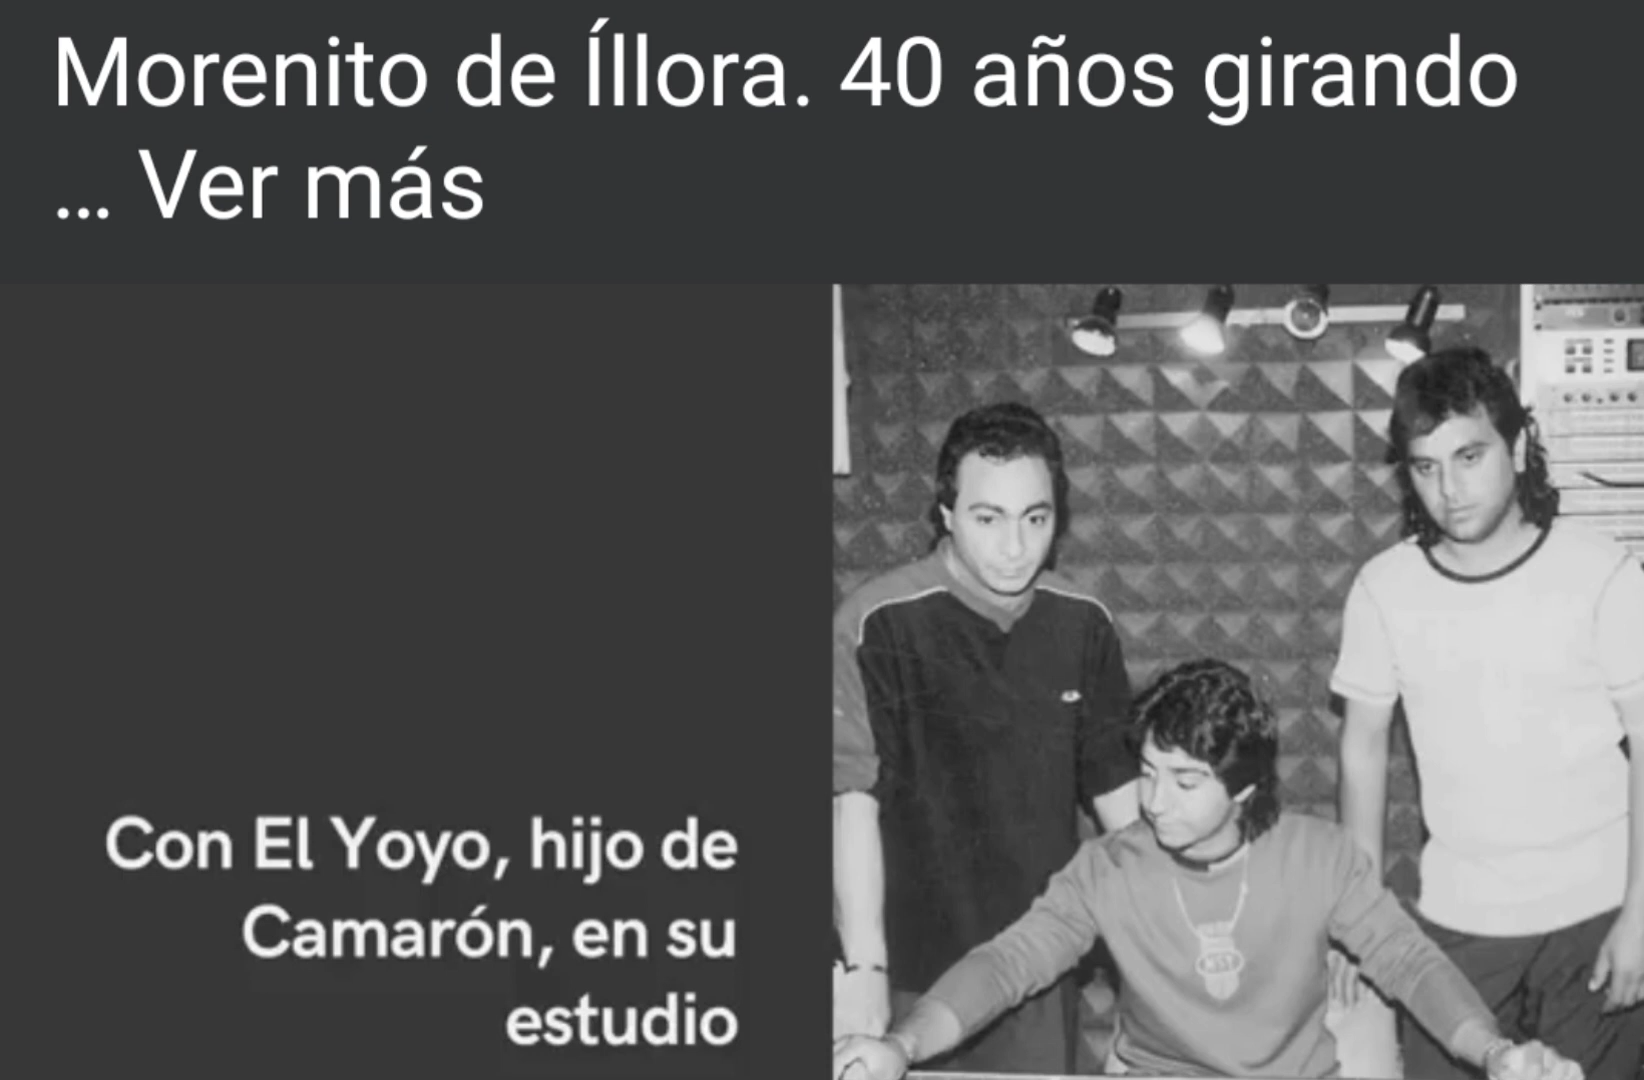 Morenito de Íllora. 40 años girando
... Ver más
Con El Yoyo, hijo de
Camarón, en su
estudio